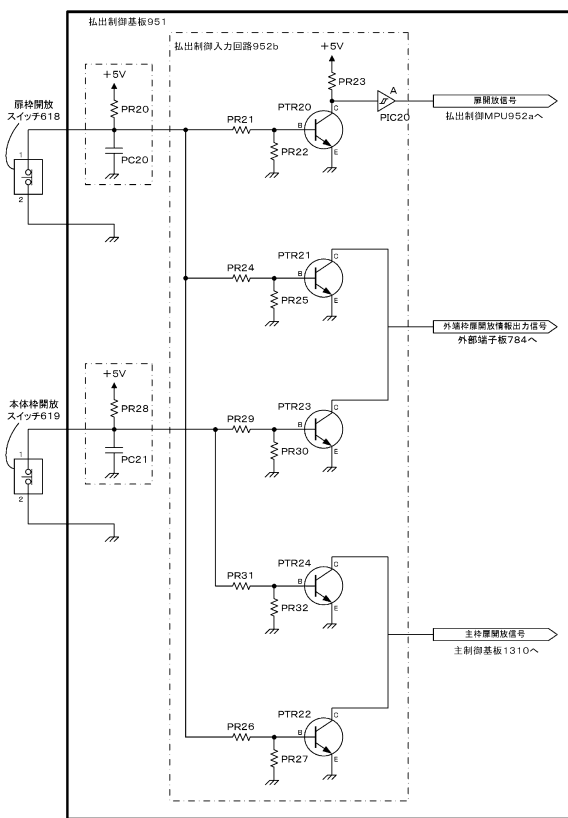 払出制御基板951
払出制御入力回路952b
+5V
PR23
+5V
PR20
PC20
扉枠開放
スイッチ618
1
2
PR21
PR22
PTR20
B
C
E
A
PIC20
扉開放信号
払出制御MPU952aへ
PR24
PR25
PTR21
B
C
E
外端枠扉開放情報出力信号
外部端子板784へ
+5V
PR28
PC21
本体枠開放
スイッチ619
1
2
PR29
PR30
PTR23
B
C
E
PR31
PR32
PTR24
B
C
E
主枠扉開放信号
主制御基板1310へ
PR26
PR27
PTR22
B
C
E